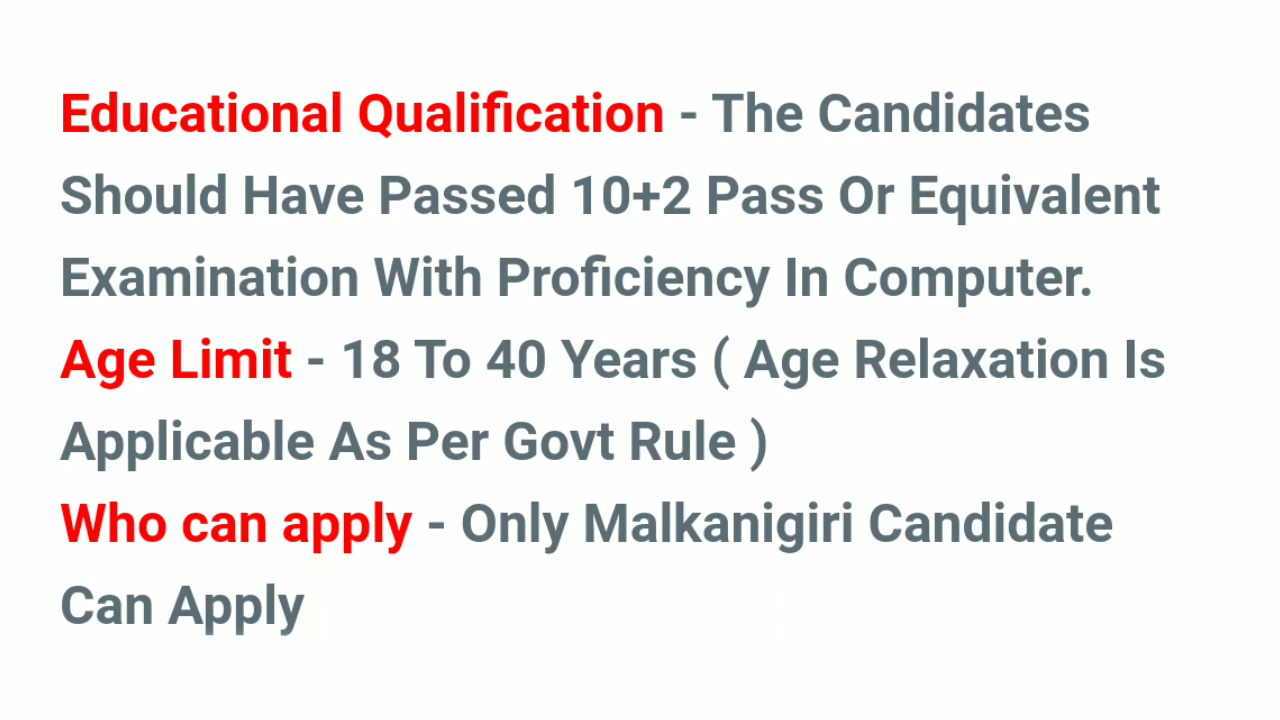 Educational Qualification - The Candidates
Should Have Passed 10+2 Pass Or Equivalent
Examination With Proficiency In Computer.
Age Limit - 18 To 40 Years ( Age Relaxation Is
Applicable As Per Govt Rule )
Who can apply - Only Malkanigiri Candidate
Can Apply